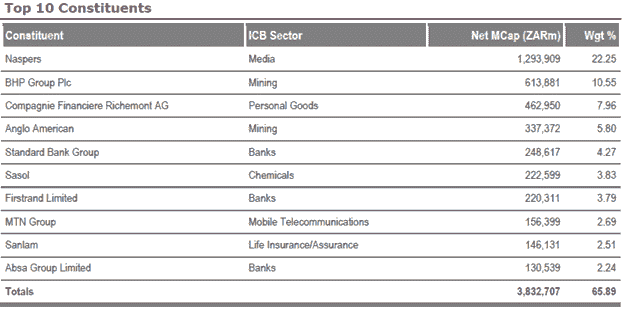 Top 10 Constituents
Constituent ICB Sector Net MCap (ZARm) Wgt %
Naspers Media 1,293,909 22.25
BHP Group Plc Mining 613,881 10.55
Compagnie Financiere Richemont AG Personal Goods 462,950 7.96
Anglo American Mining 337,372 5.80
Standard Bank Group Banks 248,617 4.27
Sasol Chemicals 222,599 3.83
Firstrand Limited Banks 220,311 3.79
MTN Group Mobile Telecommunications 156,399 2.69
Sanlam Life Insurance/Assurance 146,131 2.51
Absa Group Limited Banks 130,539 2.24
Totals 3,832,707 65.89